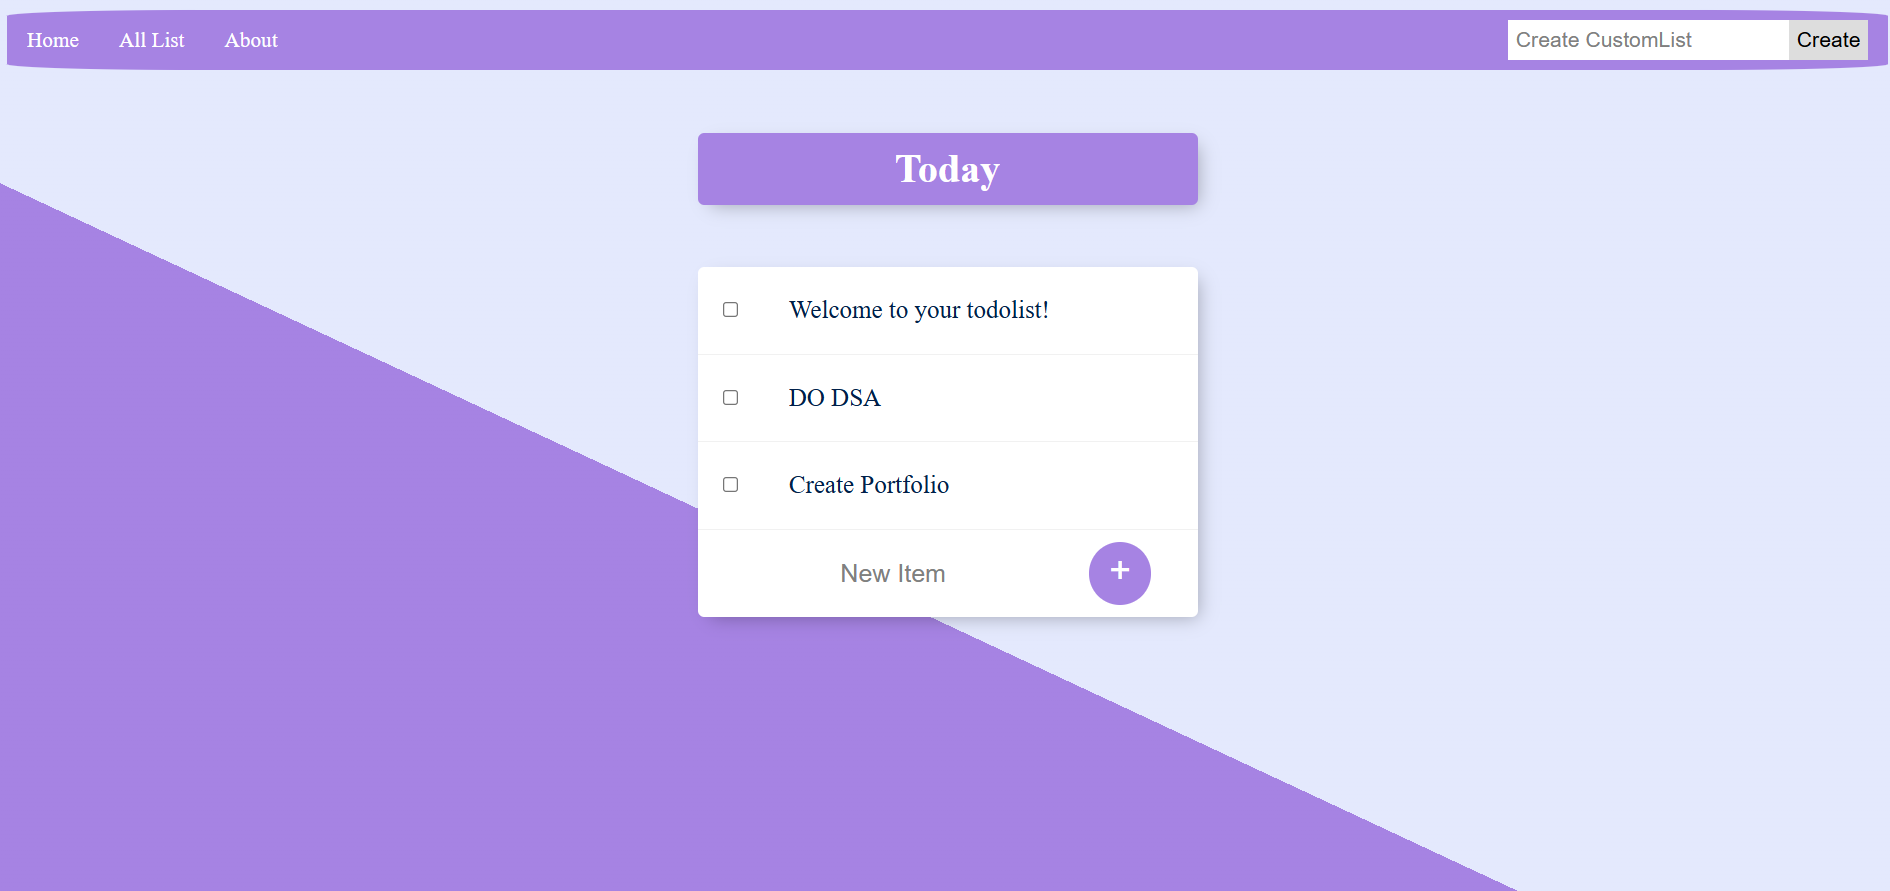 Home All List About Create CustomList Create
Today
Welcome to your todolist!
DO DSA
Create Portfolio
New Item +